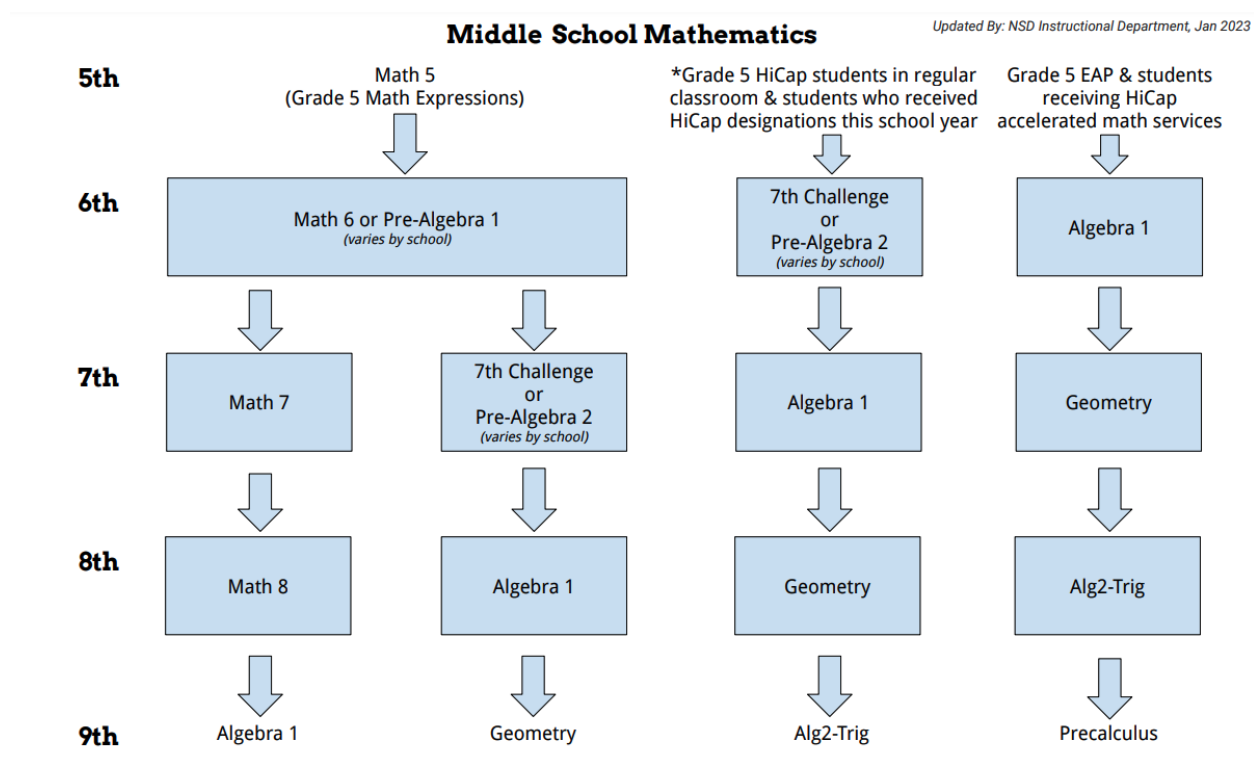 Middle School Mathematics
Updated By: NSD Instructional Department, Jan 2023
5th
Math 5
(Grade 5 Math Expressions)
*Grade 5 HiCap students in regular
classroom & students who received
HiCap designations this school year
Grade 5 EAP & students
receiving HiCap
accelerated math services
6th
Math 6 or Pre-Algebra 1
(varies by school)
7th Challenge
or
Pre-Algebra 2
(varies by school)
Algebra 1
7th
Math 7
7th Challenge
or
Pre-Algebra 2
(varies by school)
Algebra 1
Geometry
8th
Math 8
Algebra 1
Geometry
Alg2-Trig
9th
Algebra 1
Geometry
Alg2-Trig
Precalculus